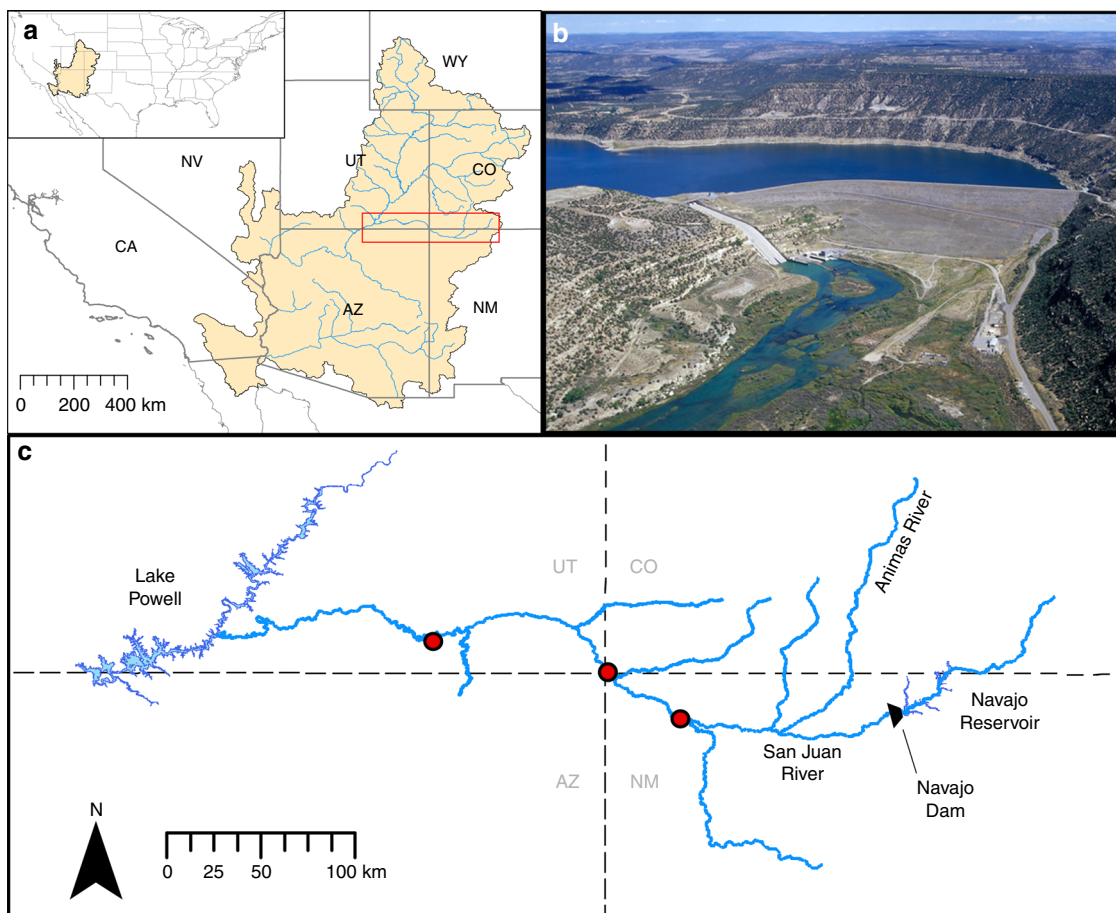 a
WY
NV
UT
CO
CA
AZ
NM
0 200 400 km
b
c
Animas River
UT CO
Lake
Powell
Navajo
Reservoir
San Juan
River
AZ NM
Navajo
Dam
N
0 25 50 100 km